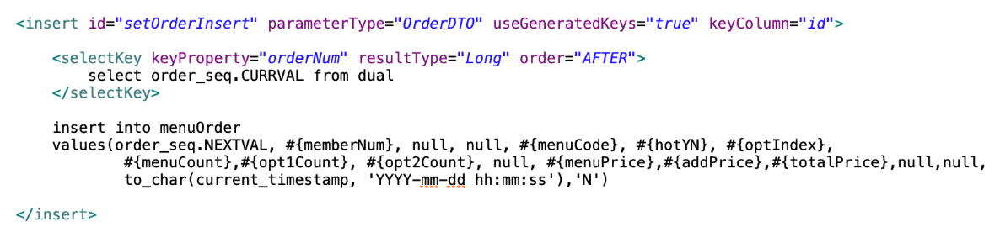 <insert id="setOrderInsert" parameterType="OrderDTO" useGeneratedKeys="true" keyColumn="id">
<selectKey keyProperty="orderNum" resultType="Long" order="AFTER">
select order_seq.CURRVAL from dual
</selectKey>
insert into menuOrder
values(order_seq.NEXTVAL, #{memberNum}, null, null, #{menuCode}, #{hotYN}, #{optIndex},
#{menuCount},#{opt1Count}, #{opt2Count}, null, #{menuPrice},#{addPrice},#{totalPrice},null,null,
to_char(current_timestamp, 'YYYY-mm-dd hh:mm:ss'),'N')
</insert>